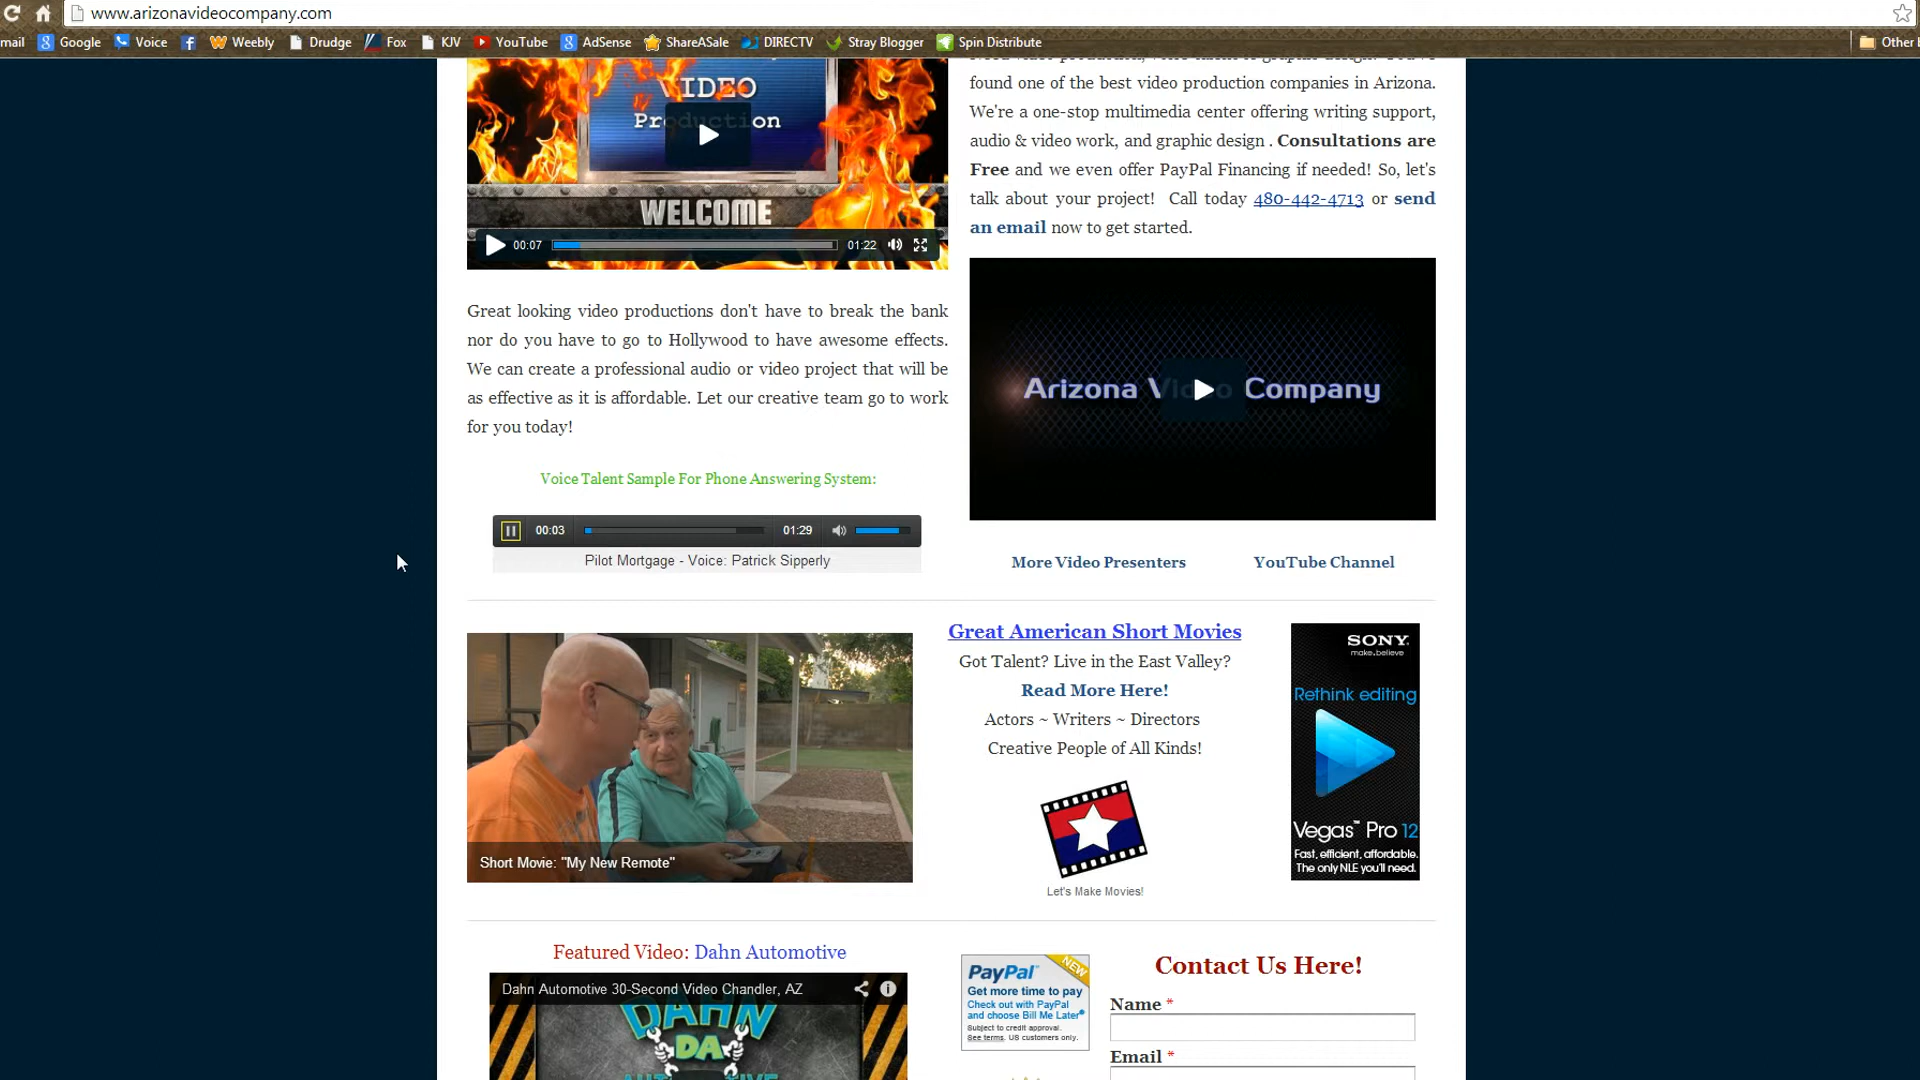 www.arizonavideocompany.com
mail
Google
Voice
Weebly
Drudge
Fox
KJV
YouTube
AdSense
ShareASale
DIRECTV
Stray Blogger
Spin Distribute
Other
VIDEO
Production
WELCOME
00:07
01:22
found one of the best video production companies in Arizona.
We're a one-stop multimedia center offering writing support,
audio & video work, and graphic design . Consultations are
Free and we even offer PayPal Financing if needed! So, let's
talk about your project! Call today 480-442-4713 or send
an email now to get started.
Great looking video productions don't have to break the bank
nor do you have to go to Hollywood to have awesome effects.
We can create a professional audio or video project that will be
as effective as it is affordable. Let our creative team go to work
for you today!
Arizona Video Company
Voice Talent Sample For Phone Answering System:
00:03
01:29
Pilot Mortgage - Voice: Patrick Sipperly
More Video Presenters
YouTube Channel
Short Movie: "My New Remote"
Great American Short Movies
Got Talent? Live in the East Valley?
Read More Here!
Actors ~ Writers ~ Directors
Creative People of All Kinds!
Let's Make Movies!
SONY
make.believe
Rethink editing
Vegas™ Pro 12
Fast, efficient, affordable.
The only NLE you'll need.
Featured Video: Dahn Automotive
Dahn Automotive 30-Second Video Chandler, AZ
DAHN
DA
PayPal™
NEW
Get more time to pay
Check out with PayPal
and choose Bill Me Later®
Subject to credit approval.
See terms. US customers only.
Contact Us Here!
Name *
Email *